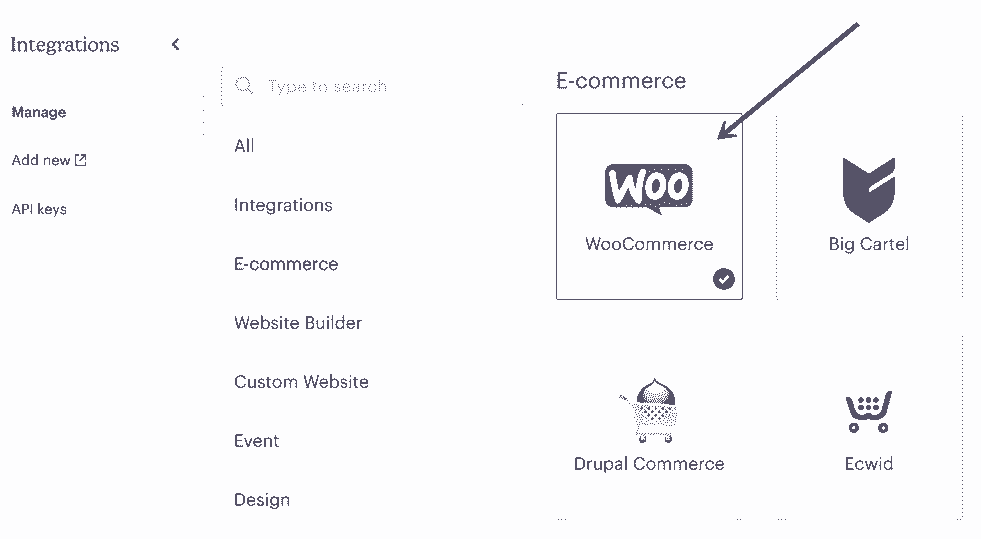 Integrations
Manage
Add new
API keys
Type to search
All
Integrations
E-commerce
Website Builder
Custom Website
Event
Design
E-commerce
Woo
WooCommerce
Big Cartel
Drupal Commerce
Ecwid